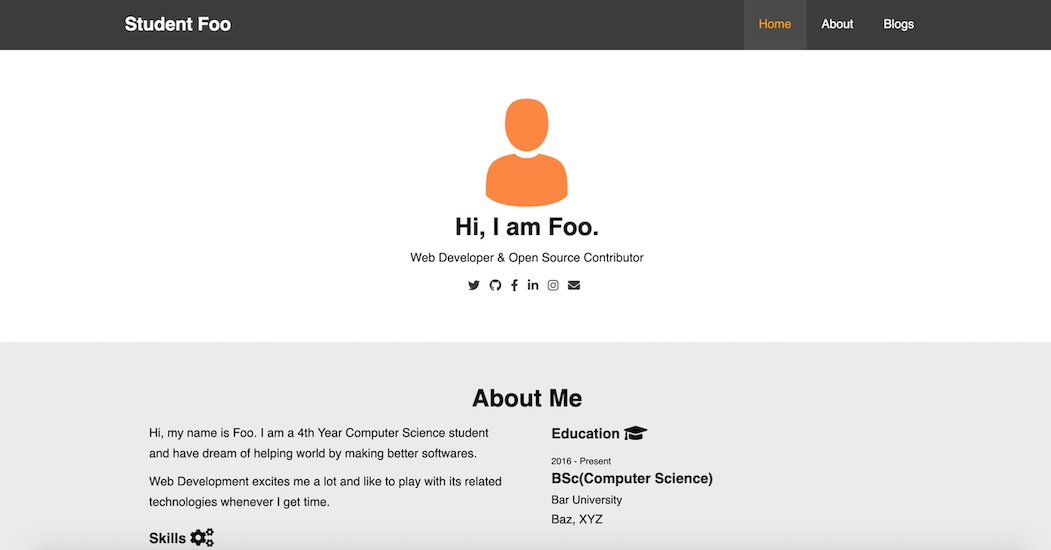 Student Foo
Home
About
Blogs
Hi, I am Foo.
Web Developer & Open Source Contributor
About Me
Hi, my name is Foo. I am a 4th Year Computer Science student
and have dream of helping world by making better softwares.
Web Development excites me a lot and like to play with its related
technologies whenever I get time.
Skills
Education
2016 - Present
BSc(Computer Science)
Bar University
Baz, XYZ